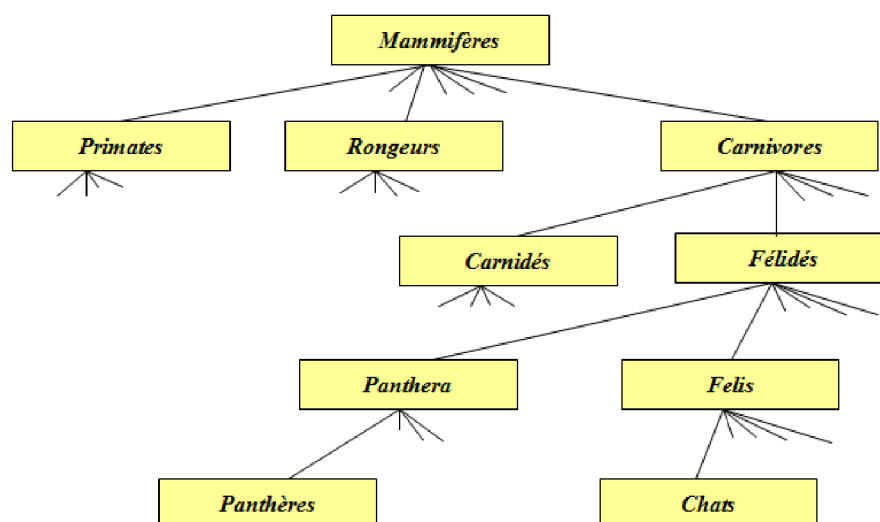 Mammifères
Primates
Rongeurs
Carnivores
Carnidés
Félidés
Panthera
Felis
Panthères
Chats